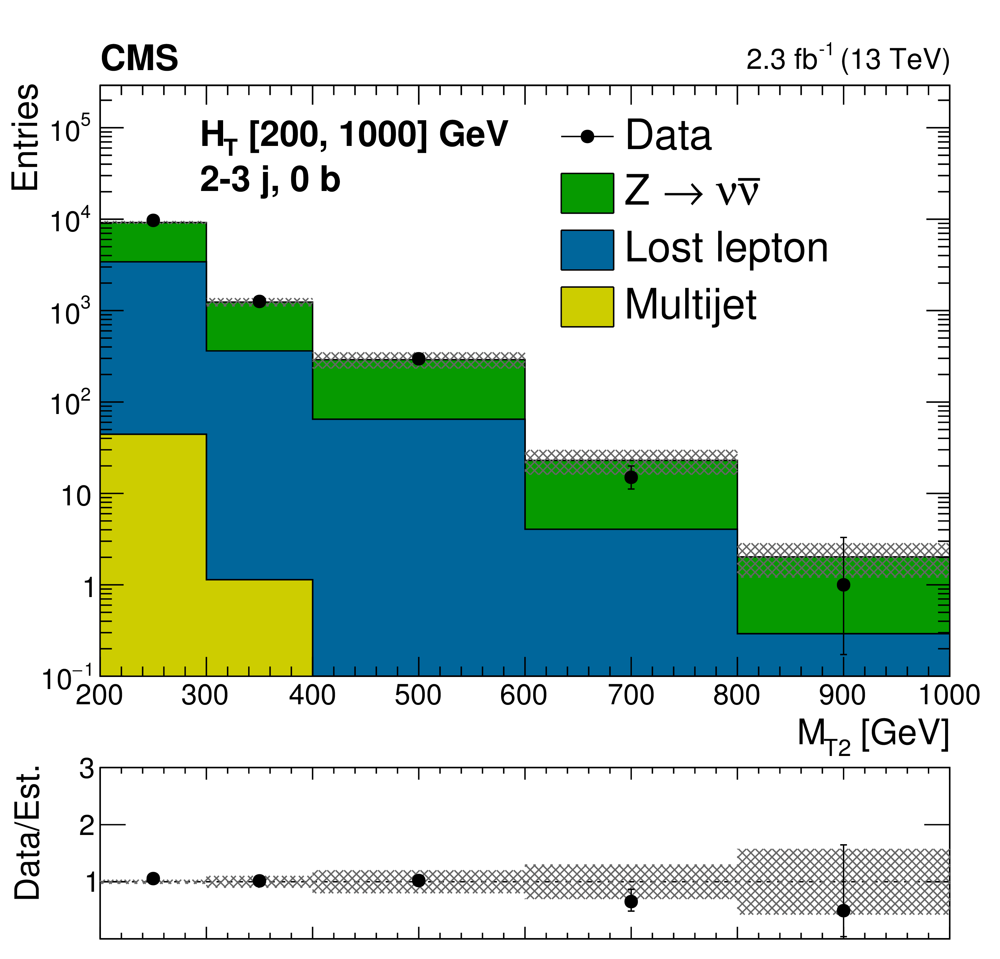 CMS
2.3 fb⁻¹ (13 TeV)
Entries
10⁵
10⁴
10³
10²
10
1
10⁻¹
H_T [200, 1000] GeV
2-3 j, 0 b
Data
Z → νν̅
Lost lepton
Multijet
200 300 400 500 600 700 800 900 1000
M_T2 [GeV]
Data/Est.
3
2
1